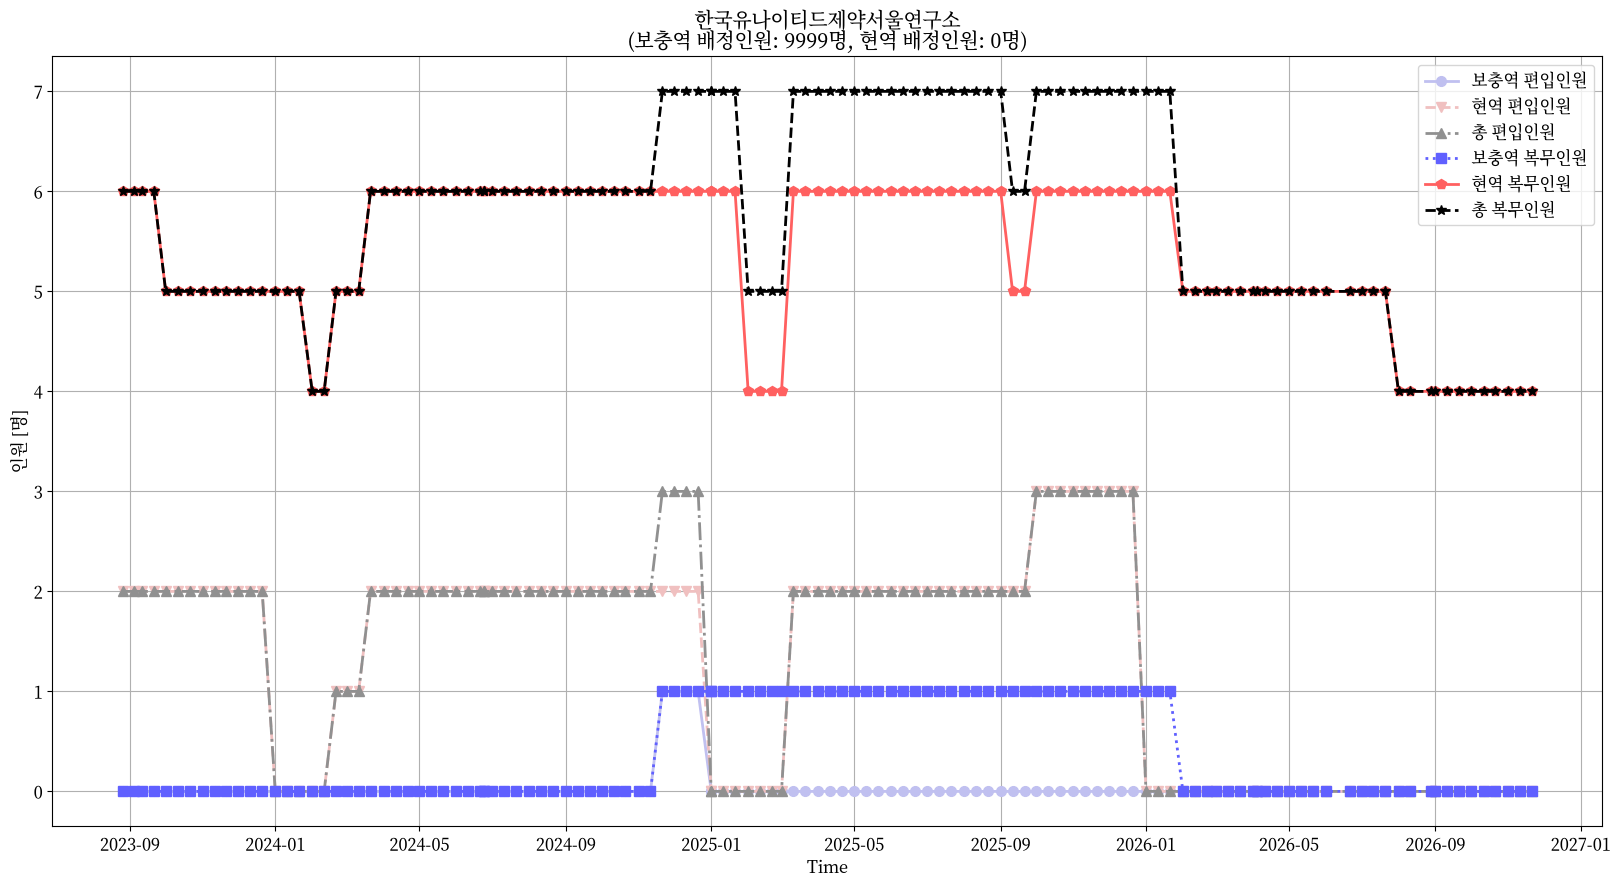 한국유나이티드제약서울연구소
(보충역 배정인원: 9999명, 현역 배정인원: 0명)
보충역 편입인원
현역 편입인원
총 편입인원
보충역 복무인원
현역 복무인원
총 복무인원
인원 [명]
7
6
5
4
3
2
1
0
2023-09
2024-01
2024-05
2024-09
2025-01
2025-05
2025-09
2026-01
2026-05
2026-09
2027-01
Time